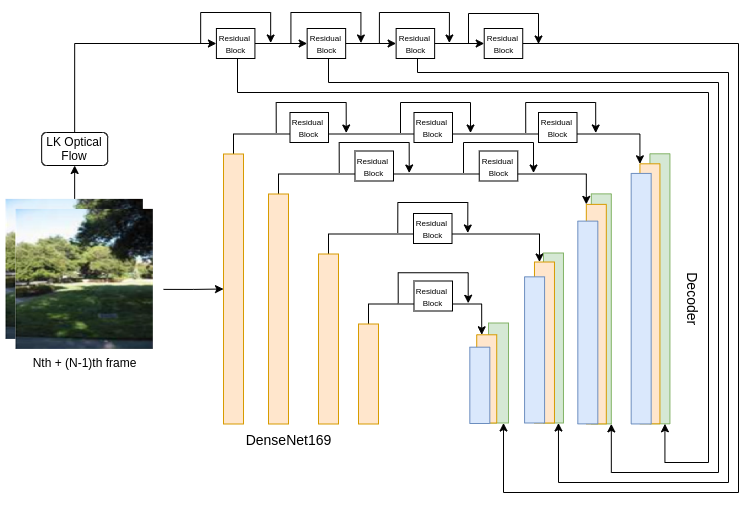 Residual
Block
Residual
Block
Residual
Block
Residual
Block
LK Optical
Flow
Residual
Block
Residual
Block
Residual
Block
Residual
Block
Residual
Block
Residual
Block
Residual
Block
Nth + (N-1)th frame
DenseNet169
Decoder